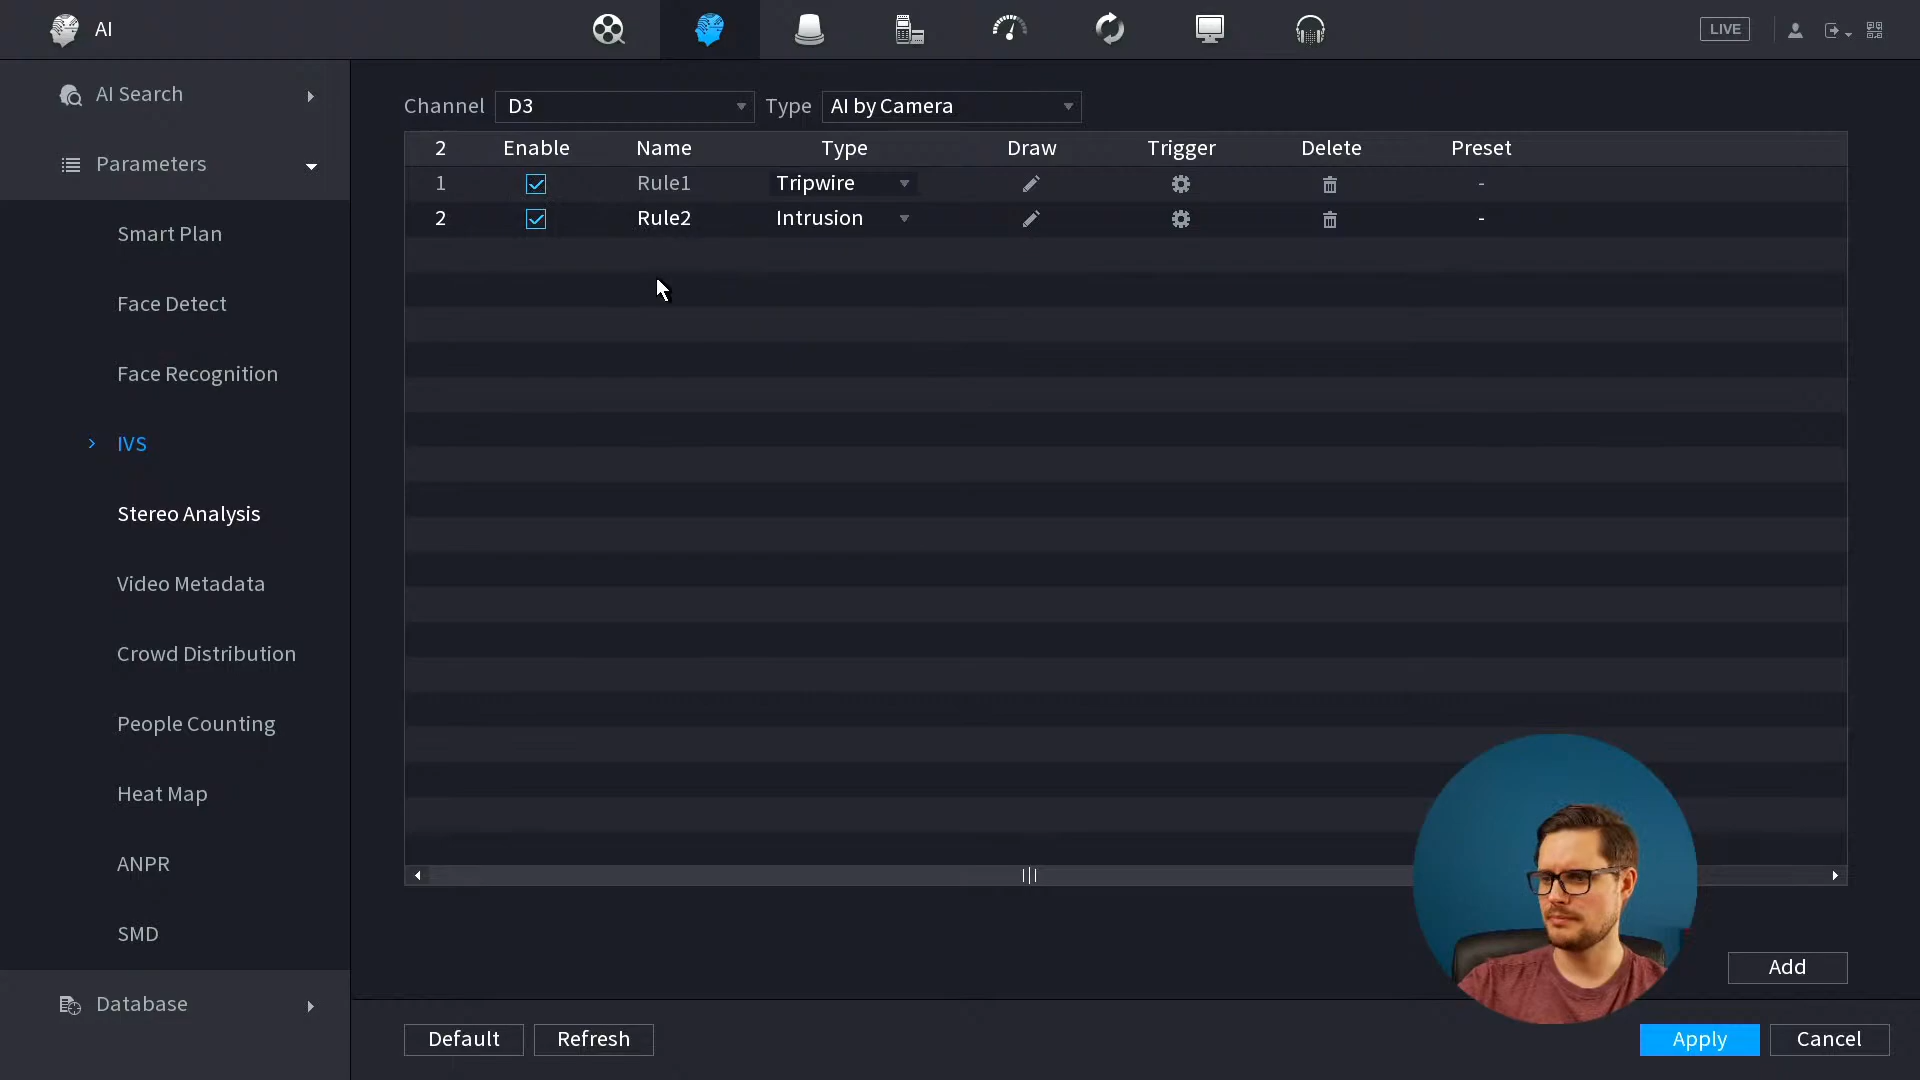 AI
LIVE
AI Search
Parameters
Smart Plan
Face Detect
Face Recognition
IVS
Stereo Analysis
Video Metadata
Crowd Distribution
People Counting
Heat Map
ANPR
SMD
Database
Channel D3 Type AI by Camera
2 Enable Name Type Draw Trigger Delete Preset
1 Rule1 Tripwire -
2 Rule2 Intrusion -
Add
Default Refresh Apply Cancel